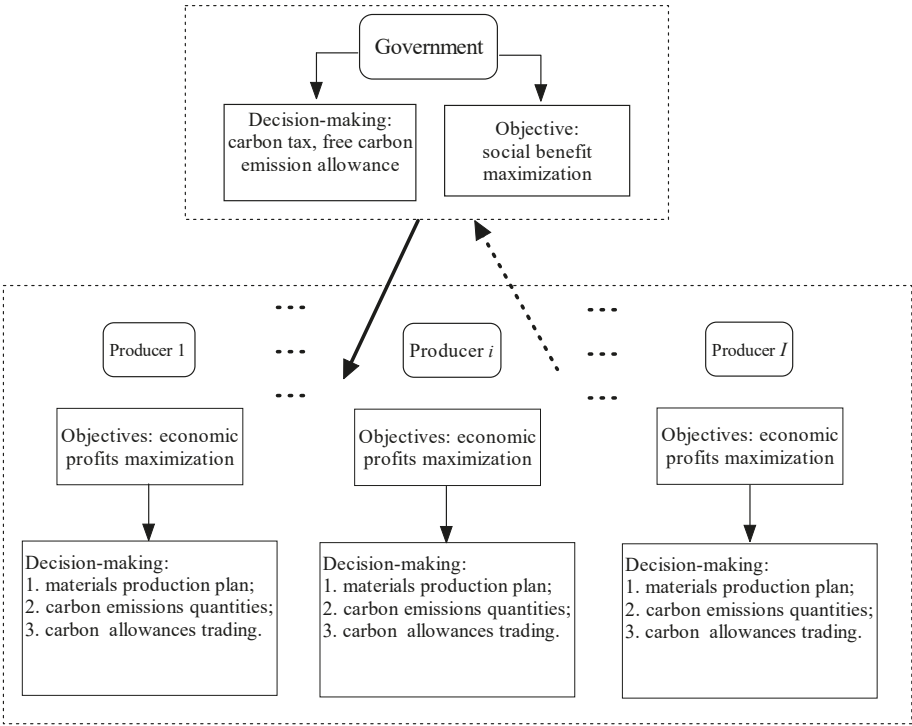 Government
Decision-making:
carbon tax, free carbon
emission allowance
Objective:
social benefit
maximization
Producer 1
Producer i
Producer I
Objectives: economic
profits maximization
Objectives: economic
profits maximization
Objectives: economic
profits maximization
Decision-making:
1. materials production plan;
2. carbon emissions quantities;
3. carbon allowances trading.
Decision-making:
1. materials production plan;
2. carbon emissions quantities;
3. carbon allowances trading.
Decision-making:
1. materials production plan;
2. carbon emissions quantities;
3. carbon allowances trading.